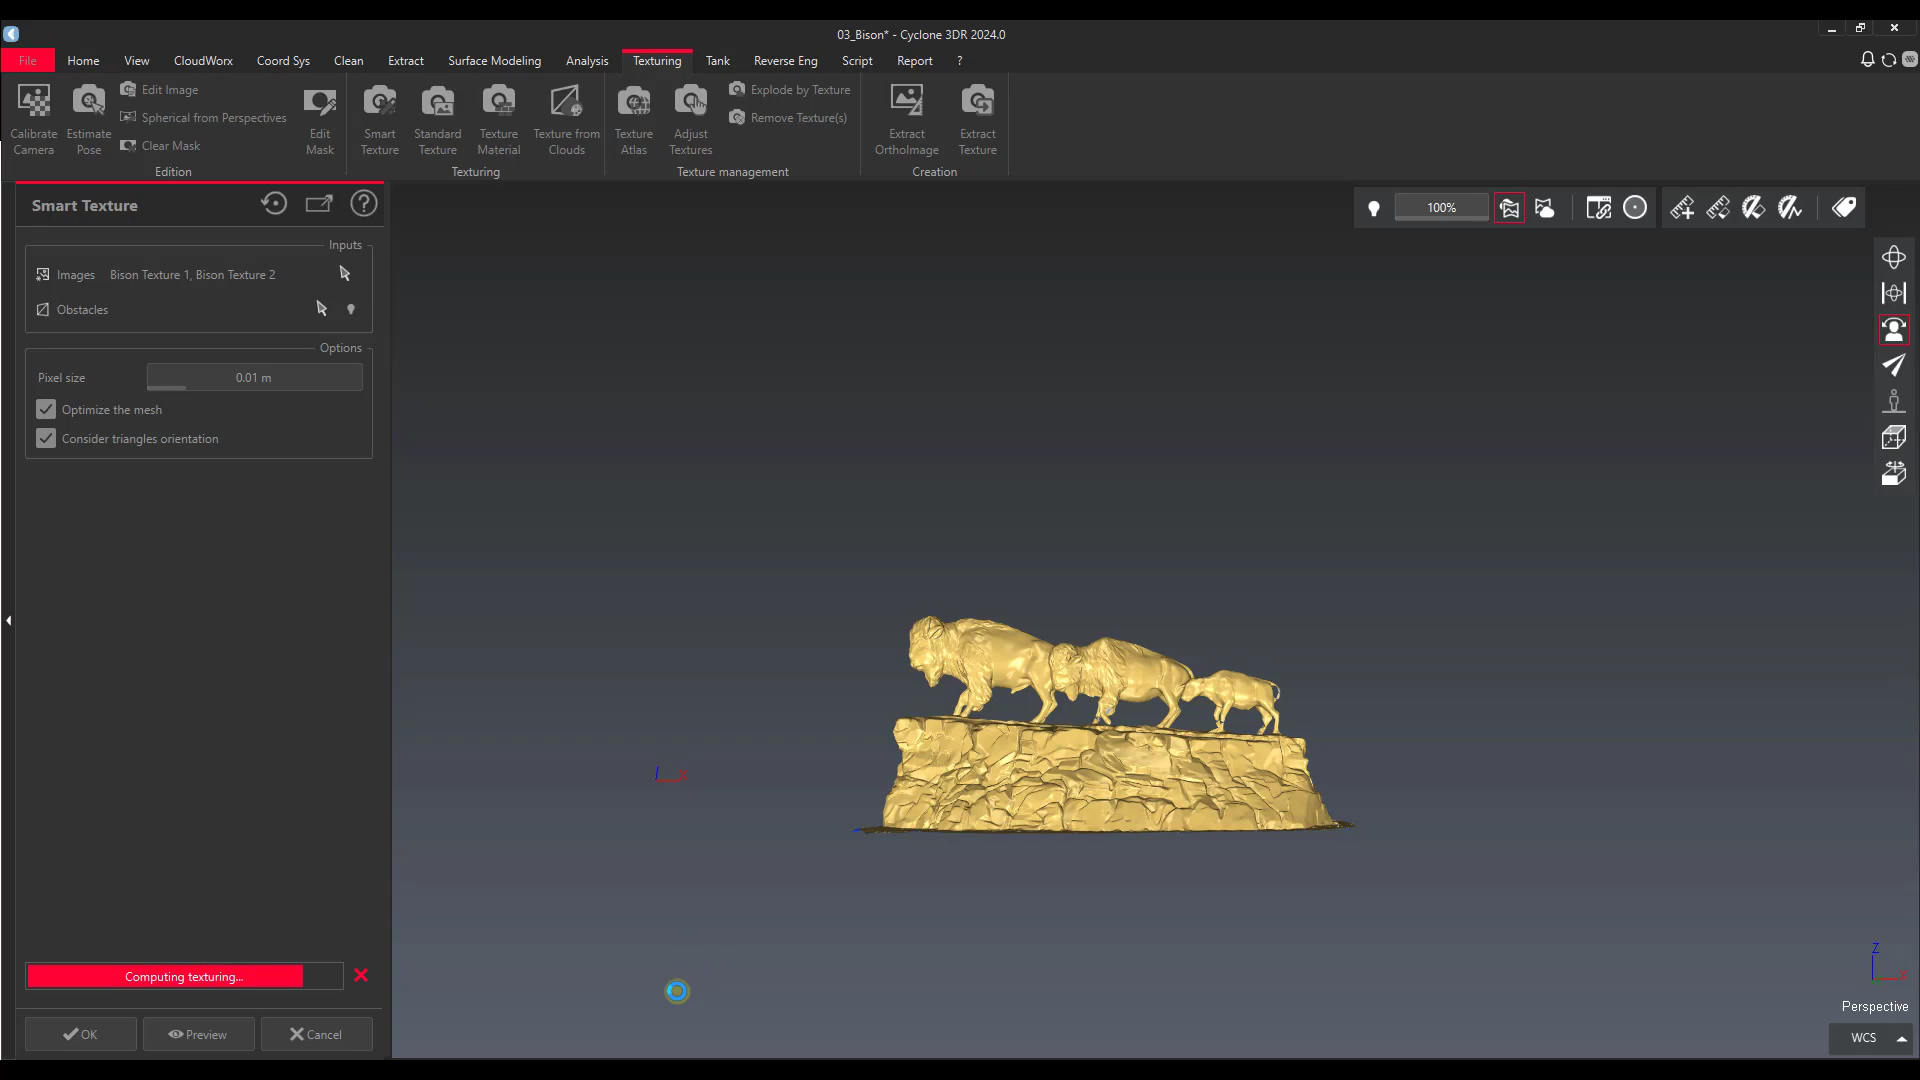 03_Bison* - Cyclone 3DR 2024.0
File Home View CloudWorx Coord Sys Clean Extract Surface Modeling Analysis Texturing Tank Reverse Eng Script Report ?
Calibrate Camera
Estimate Pose
Edit Image
Spherical from Perspectives
Clear Mask
Edit Mask
Edition
Smart Texture
Standard Texture
Texture Material
Texture from Clouds
Texturing
Texture Atlas
Adjust Textures
Explode by Texture
Remove Texture(s)
Texture management
Extract OrthoImage
Extract Texture
Creation
Smart Texture
Inputs
Images Bison Texture 1, Bison Texture 2
Obstacles
Options
Pixel size 0.01 m
Optimize the mesh
Consider triangles orientation
Computing texturing...
OK Preview Cancel
100%
X
Z
Perspective
WCS